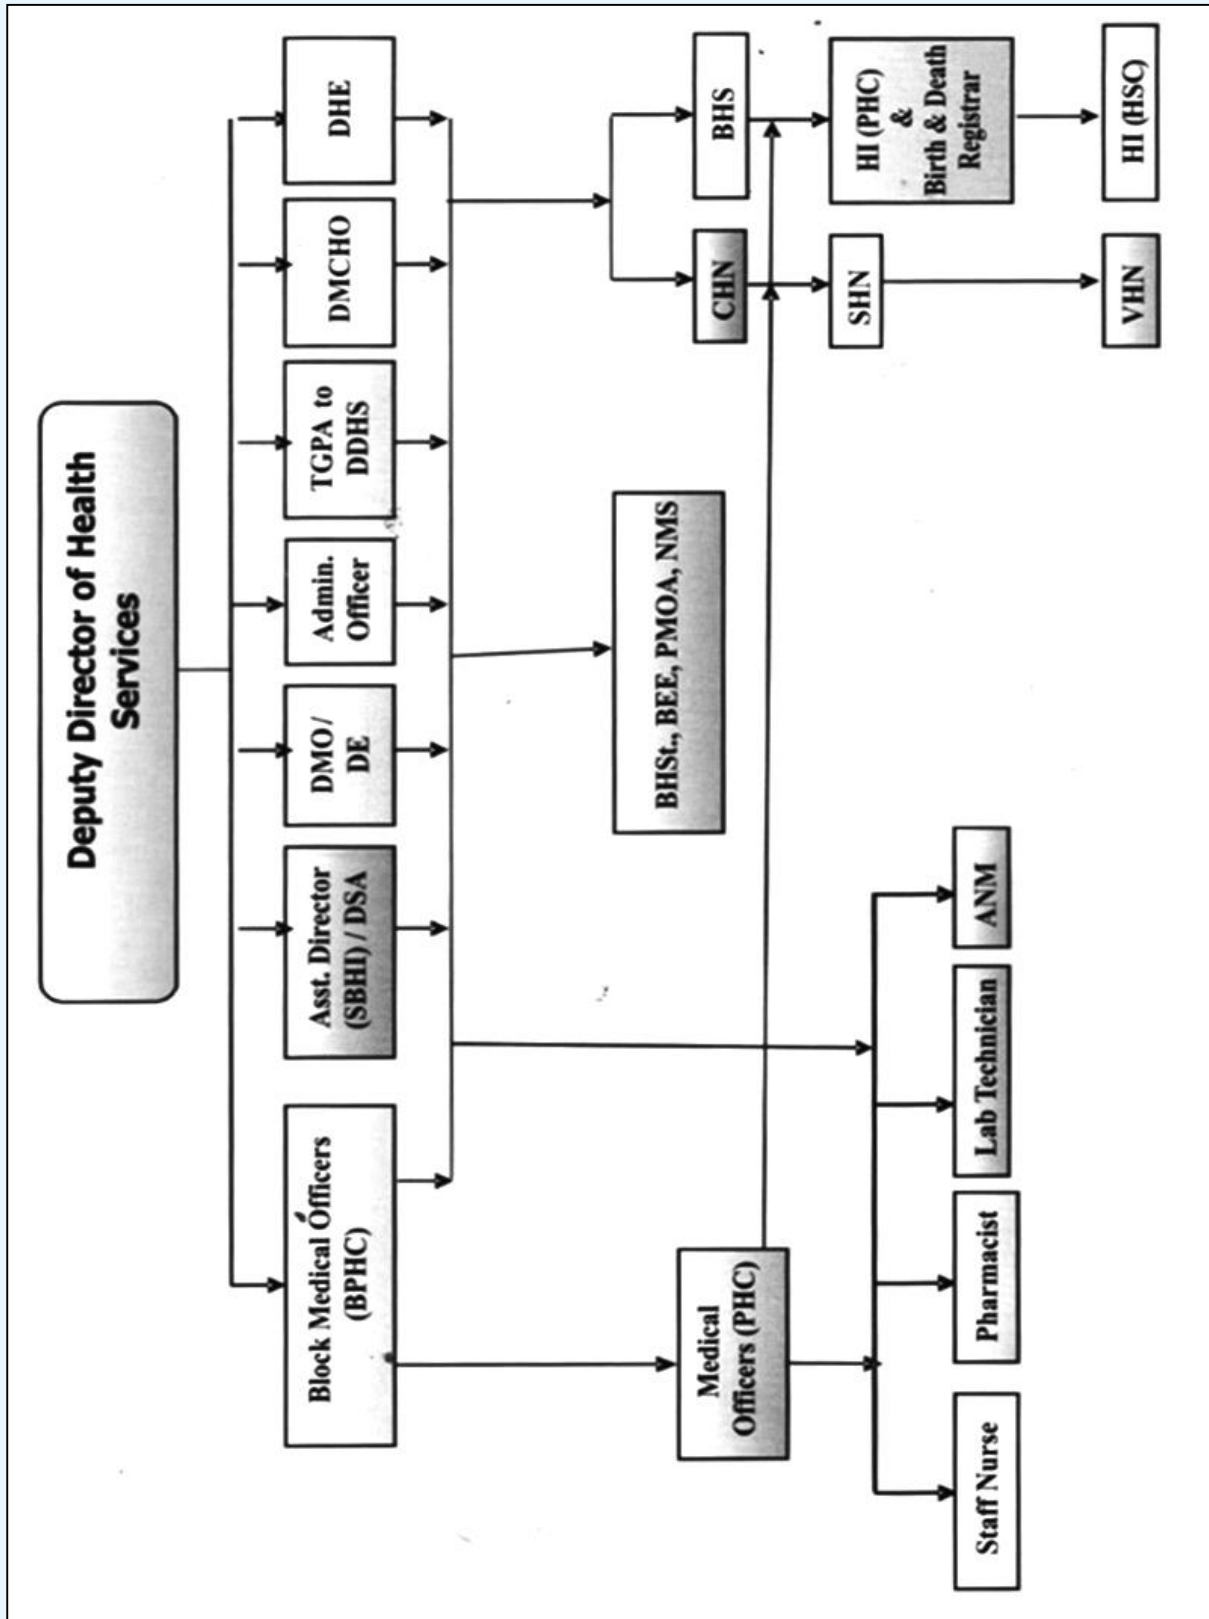 Deputy Director of Health
Services
Block Medical Officers
(BPHC)
Asst. Director
(SBHI) / DSA
DMO /
DE
Admin.
Officer
TGPA to
DDHS
DMCHO
DHE
Medical
Officers (PHC)
BHSt., BEE, PMOA, NMS
CHN
BHS
SHN
HI (PHC)
&
Birth & Death
Registrar
Staff Nurse
Pharmacist
Lab Technician
ANM
VHN
HI (HSC)